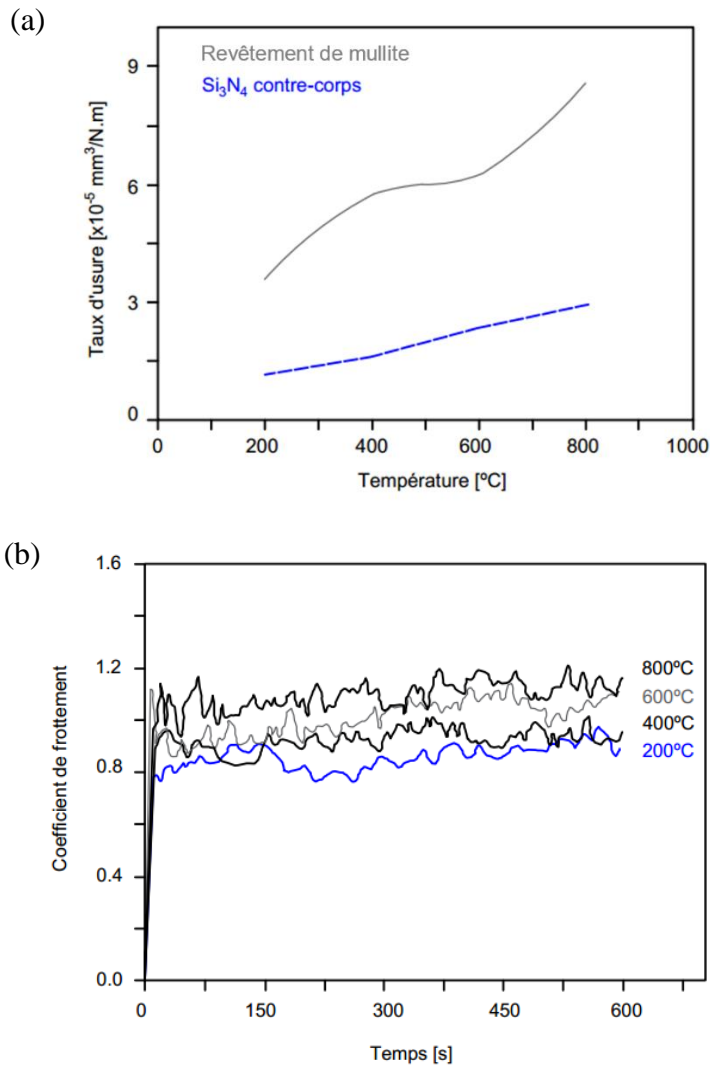 (a)
Taux d'usure [x10⁻⁵ mm³/N.m]
9
6
3
0
Revêtement de mullite
Si₃N₄ contre-corps
0 200 400 600 800 1000
Température [ºC]
(b)
Coefficient de frottement
1.6
1.2
0.8
0.4
0.0
800ºC
600ºC
400ºC
200ºC
0 150 300 450 600
Temps [s]